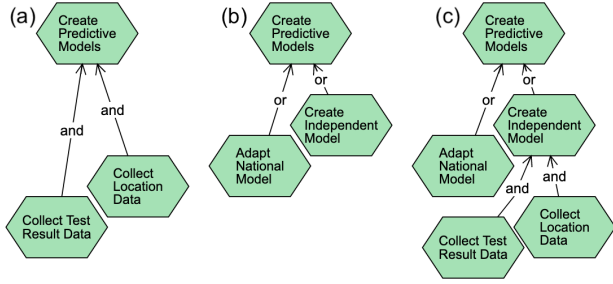 (a)
Create
Predictive
Models
and
and
Collect
Location
Data
Collect Test
Result Data
(b)
Create
Predictive
Models
or
or
Create
Independent
Model
Adapt
National
Model
(c)
Create
Predictive
Models
or
or
Create
Independent
Model
Adapt
National
Model
and
and
Collect
Location
Data
Collect Test
Result Data